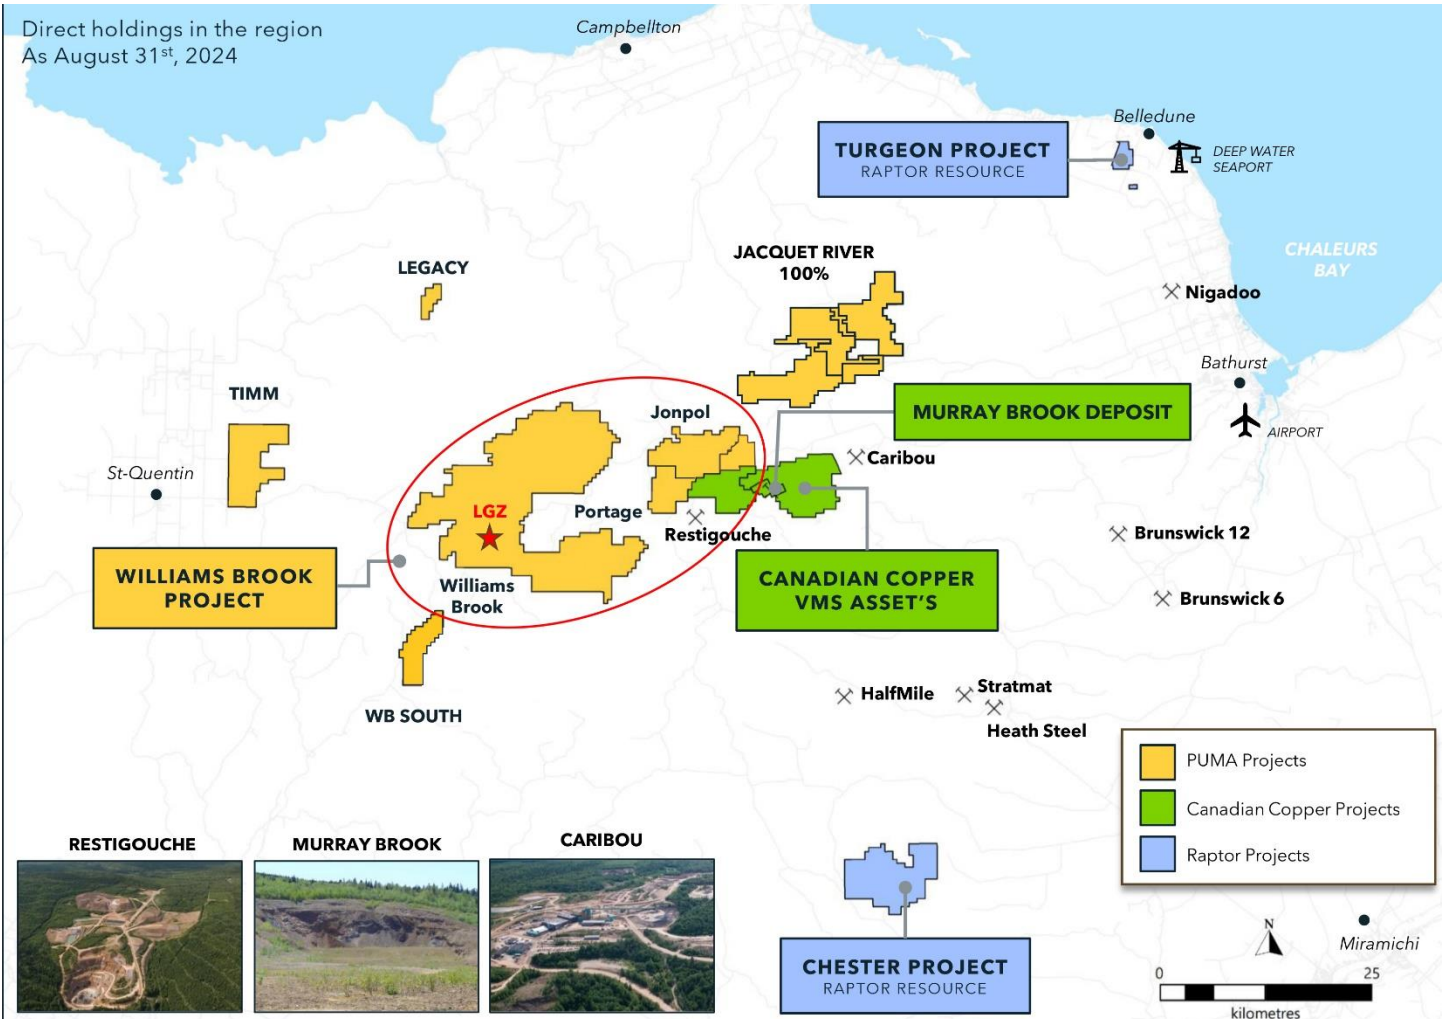 Direct holdings in the region
As August 31st, 2024
Campbellton
Belledune
DEEP WATER
SEAPORT
TURGEON PROJECT
RAPTOR RESOURCE
CHALEURS
BAY
JACQUET RIVER
100%
LEGACY
Nigadoo
Bathurst
AIRPORT
TIMM
Jonpol
MURRAY BROOK DEPOSIT
St-Quentin
Caribou
LGZ
Portage
Restigouche
Brunswick 12
WILLIAMS BROOK
PROJECT
Williams
Brook
CANADIAN COPPER
VMS ASSET'S
Brunswick 6
WB SOUTH
HalfMile
Stratmat
Heath Steel
PUMA Projects
Canadian Copper Projects
Raptor Projects
RESTIGOUCHE
MURRAY BROOK
CARIBOU
CHESTER PROJECT
RAPTOR RESOURCE
N
Miramichi
0
25
kilometres